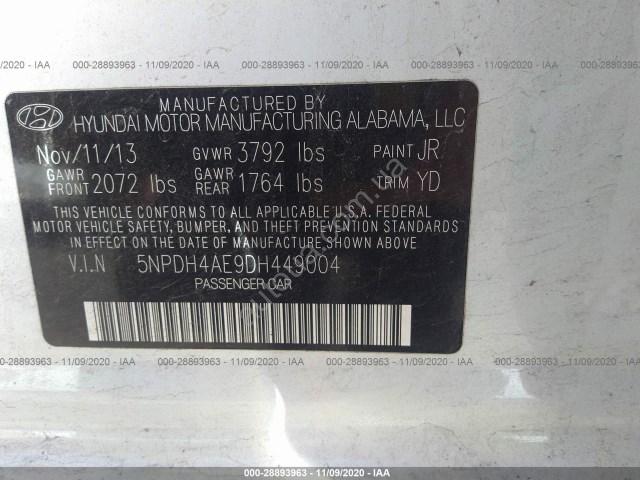 000-28893963 - 11/09/2020 - IAA
MANUFACTURED BY
HYUNDAI MOTOR MANUFACTURING ALABAMA, LLC
Nov/11/13 GVWR 3792 lbs PAINT JR
GAWR FRONT 2072 lbs GAWR REAR 1764 lbs TRIM YD
THIS VEHICLE CONFORMS TO ALL APPLICABLE U.S.A. FEDERAL
MOTOR VEHICLE SAFETY, BUMPER, AND THEFT PREVENTION STANDARDS
IN EFFECT ON THE DATE OF MANUFACTURE SHOWN ABOVE.
V.I.N 5NPDH4AE9DH449004
PASSENGER CAR
000-28893963 - 11/09/2020 - IAA
000-28893963 - 11/09/2020 - IAA